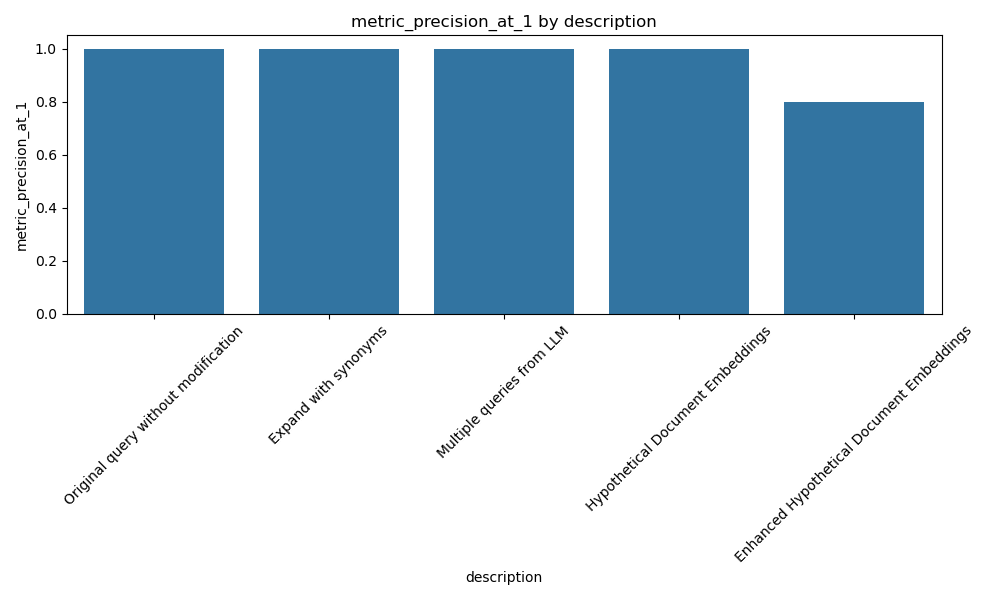 metric_precision_at_1 by description
metric_precision_at_1
1.0
0.8
0.6
0.4
0.2
0.0
Original query without modification
Expand with synonyms
Multiple queries from LLM
Hypothetical Document Embeddings
Enhanced Hypothetical Document Embeddings
description